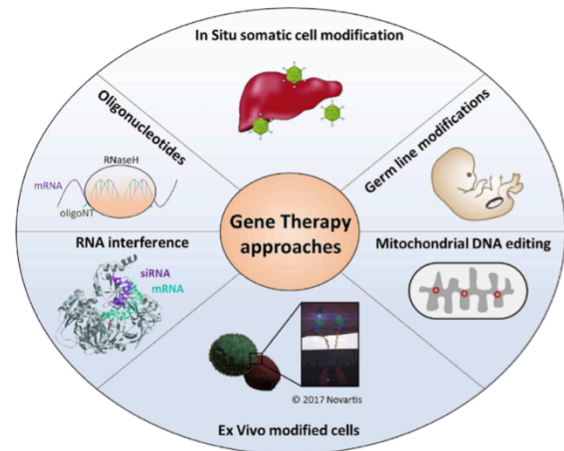 In Situ somatic cell modification
Oligonucleotides
RNaseH
mRNA
oligoNT
Germ line modifications
Gene Therapy
approaches
RNA interference
siRNA
mRNA
Mitochondrial DNA editing
© 2017 Novartis
Ex Vivo modified cells